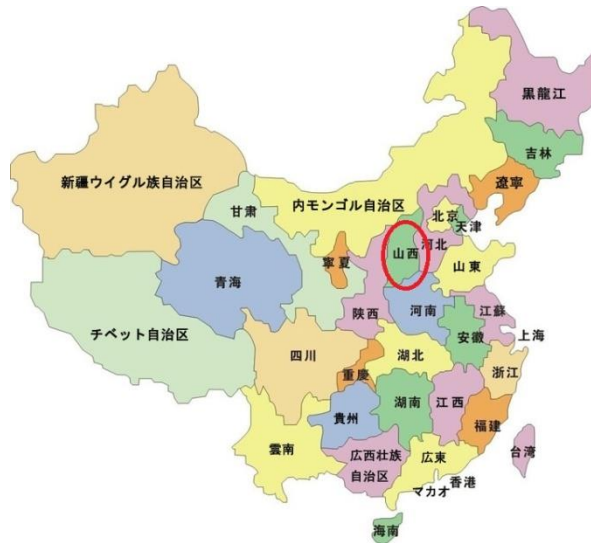 黒龍江
吉林
遼寧
新疆ウイグル族自治区
内モンゴル自治区
甘粛
北京
天津
河北
山西
寧夏
山東
青海
陝西
河南
江蘇
チベット自治区
安徽
上海
四川
湖北
重慶
浙江
湖南
江西
貴州
福建
雲南
広西壮族
自治区
広東
台湾
香港
マカオ
海南